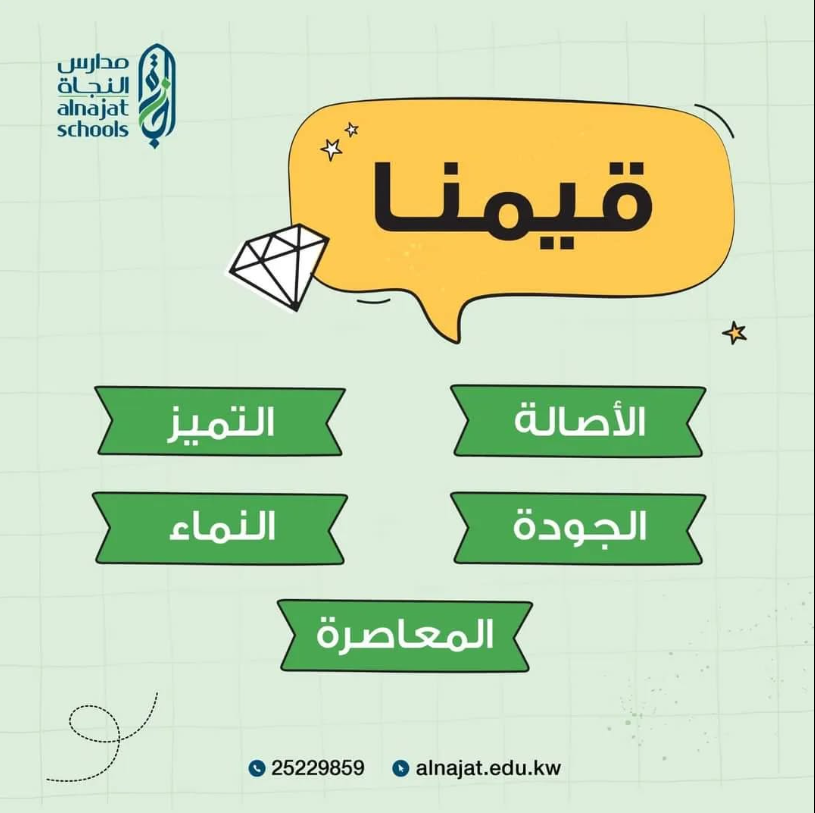 مدارس
النجاة
alnajat
schools
قيمنا
الأصالة
التميز
الجودة
النماء
المعاصرة
25229859
alnajat.edu.kw